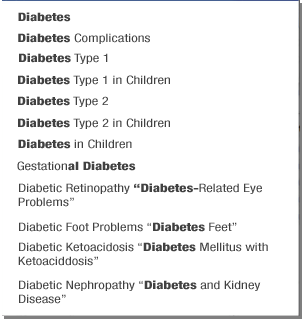 Diabetes
Diabetes Complications
Diabetes Type 1
Diabetes Type 1 in Children
Diabetes Type 2
Diabetes Type 2 in Children
Diabetes in Children
Gestational Diabetes
Diabetic Retinopathy “Diabetes-Related Eye
Problems”
Diabetic Foot Problems “Diabetes Feet”
Diabetic Ketoacidosis “Diabetes Mellitus with
Ketoaciddosis”
Diabetic Nephropathy “Diabetes and Kidney
Disease”